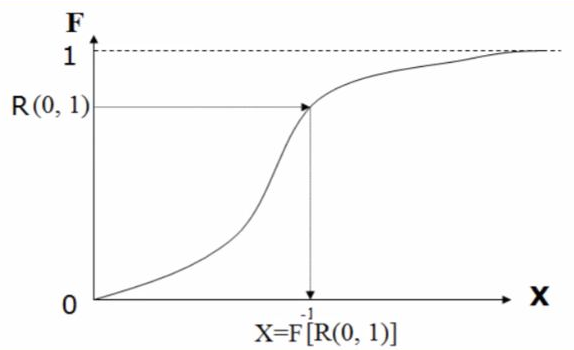 F
1
R(0, 1)
0
X
-1
X=F[R(0, 1)]